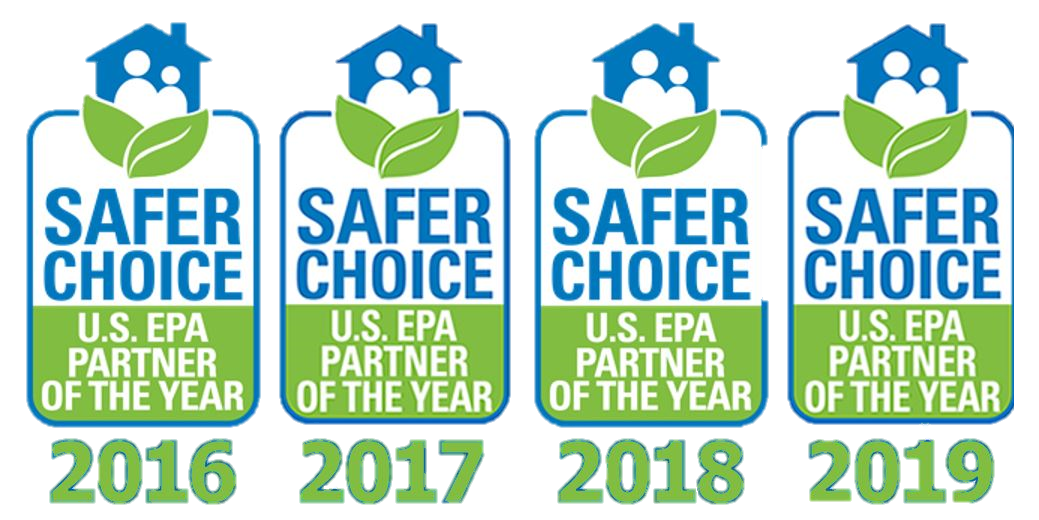 SAFER
CHOICE
U.S. EPA
PARTNER
OF THE YEAR
2016
SAFER
CHOICE
U.S. EPA
PARTNER
OF THE YEAR
2017
SAFER
CHOICE
U.S. EPA
PARTNER
OF THE YEAR
2018
SAFER
CHOICE
U.S. EPA
PARTNER
OF THE YEAR
2019